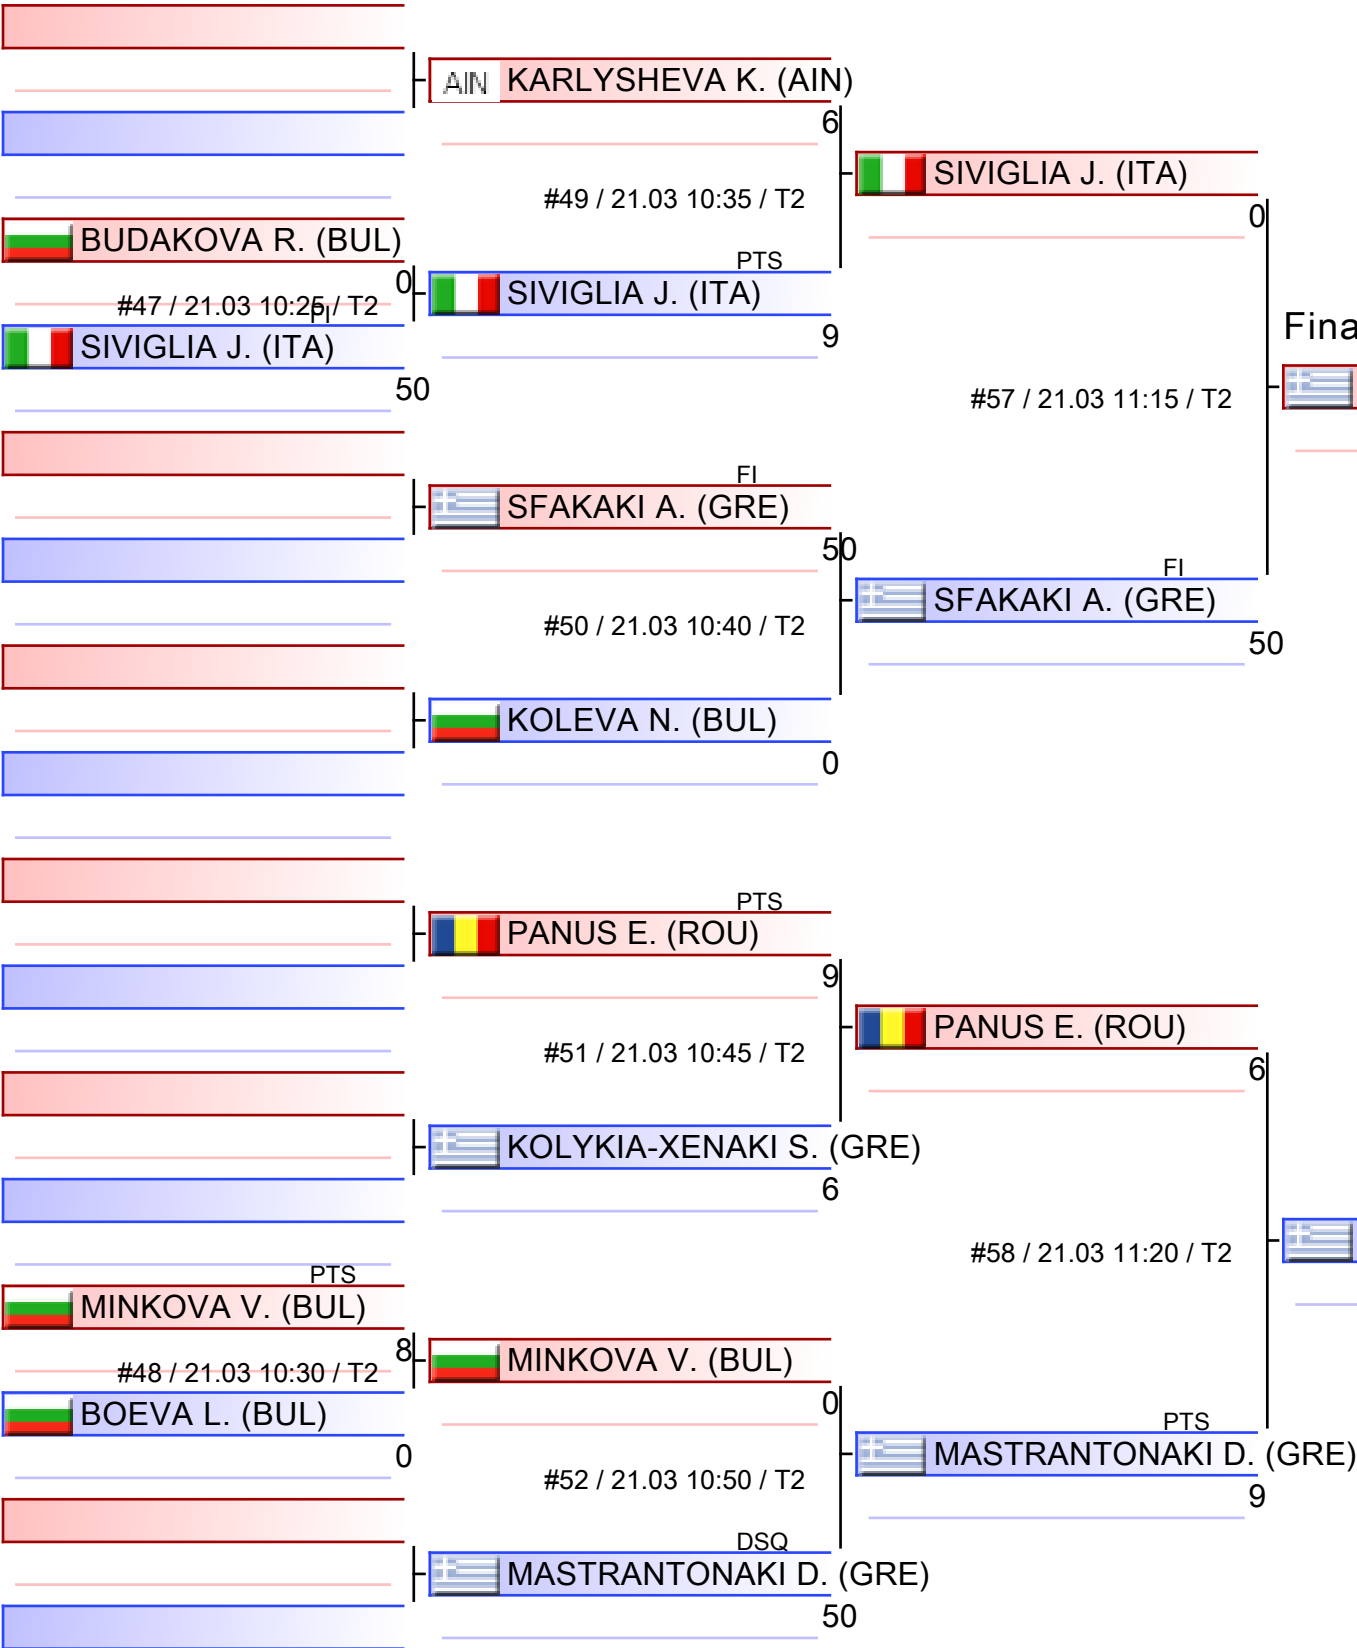 AIN KARLYSHEVA K. (AIN)
6
#49 / 21.03 10:35 / T2
SIVIGLIA J. (ITA)
0
BUDAKOVA R. (BUL)
0
#47 / 21.03 10:25 / T2
FI
SIVIGLIA J. (ITA)
50
PTS
SIVIGLIA J. (ITA)
9
#57 / 21.03 11:15 / T2
Fina
FI
SFAKAKI A. (GRE)
50
#50 / 21.03 10:40 / T2
FI
SFAKAKI A. (GRE)
50
KOLEVA N. (BUL)
0
PTS
PANUS E. (ROU)
9
#51 / 21.03 10:45 / T2
PANUS E. (ROU)
6
KOLYKIA-XENAKI S. (GRE)
6
#58 / 21.03 11:20 / T2
PTS
MINKOVA V. (BUL)
8
#48 / 21.03 10:30 / T2
BOEVA L. (BUL)
0
MINKOVA V. (BUL)
0
#52 / 21.03 10:50 / T2
PTS
MASTRANTONAKI D. (GRE)
9
DSQ
MASTRANTONAKI D. (GRE)
50